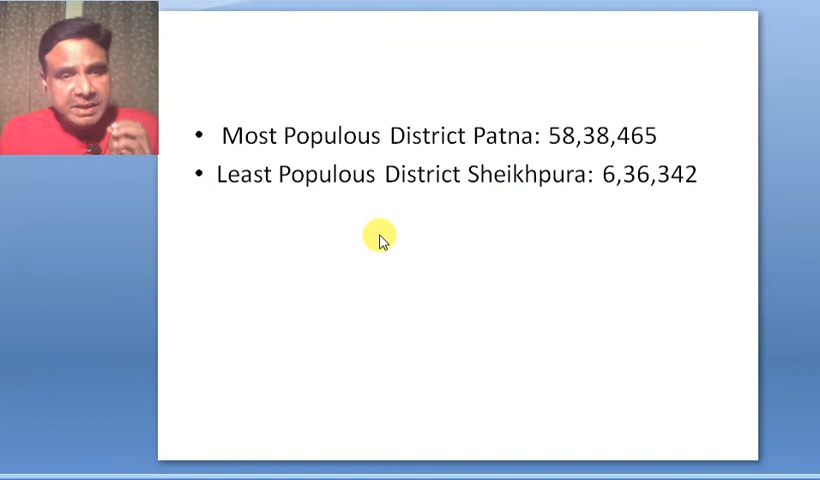 • Most Populous District Patna: 58,38,465
• Least Populous District Sheikhpura: 6,36,342